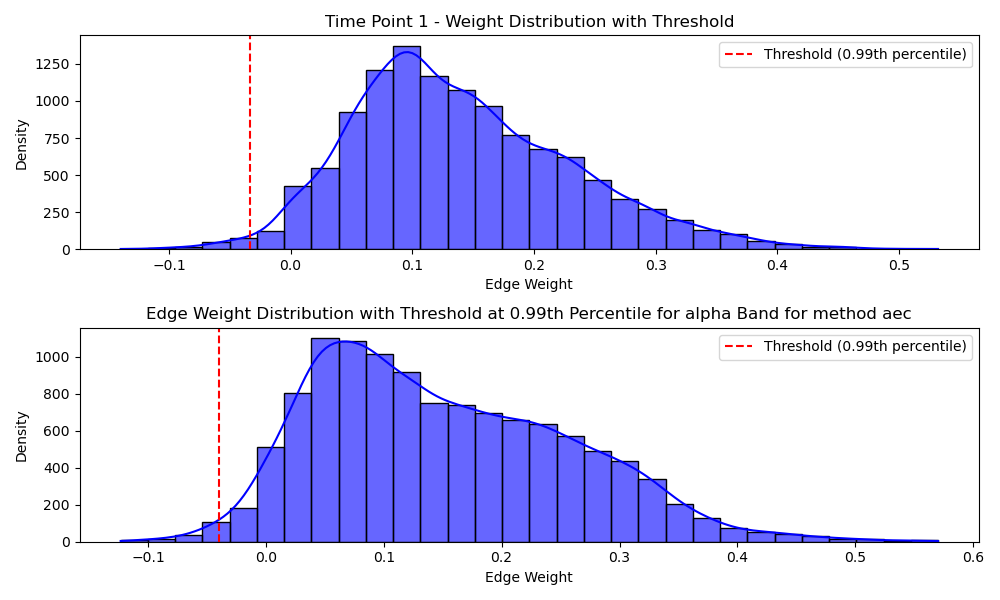 Time Point 1 - Weight Distribution with Threshold
Threshold (0.99th percentile)
Density
1250
1000
750
500
250
0
−0.1 0.0 0.1 0.2 0.3 0.4 0.5
Edge Weight
Edge Weight Distribution with Threshold at 0.99th Percentile for alpha Band for method aec
Threshold (0.99th percentile)
Density
1000
800
600
400
200
0
−0.1 0.0 0.1 0.2 0.3 0.4 0.5 0.6
Edge Weight